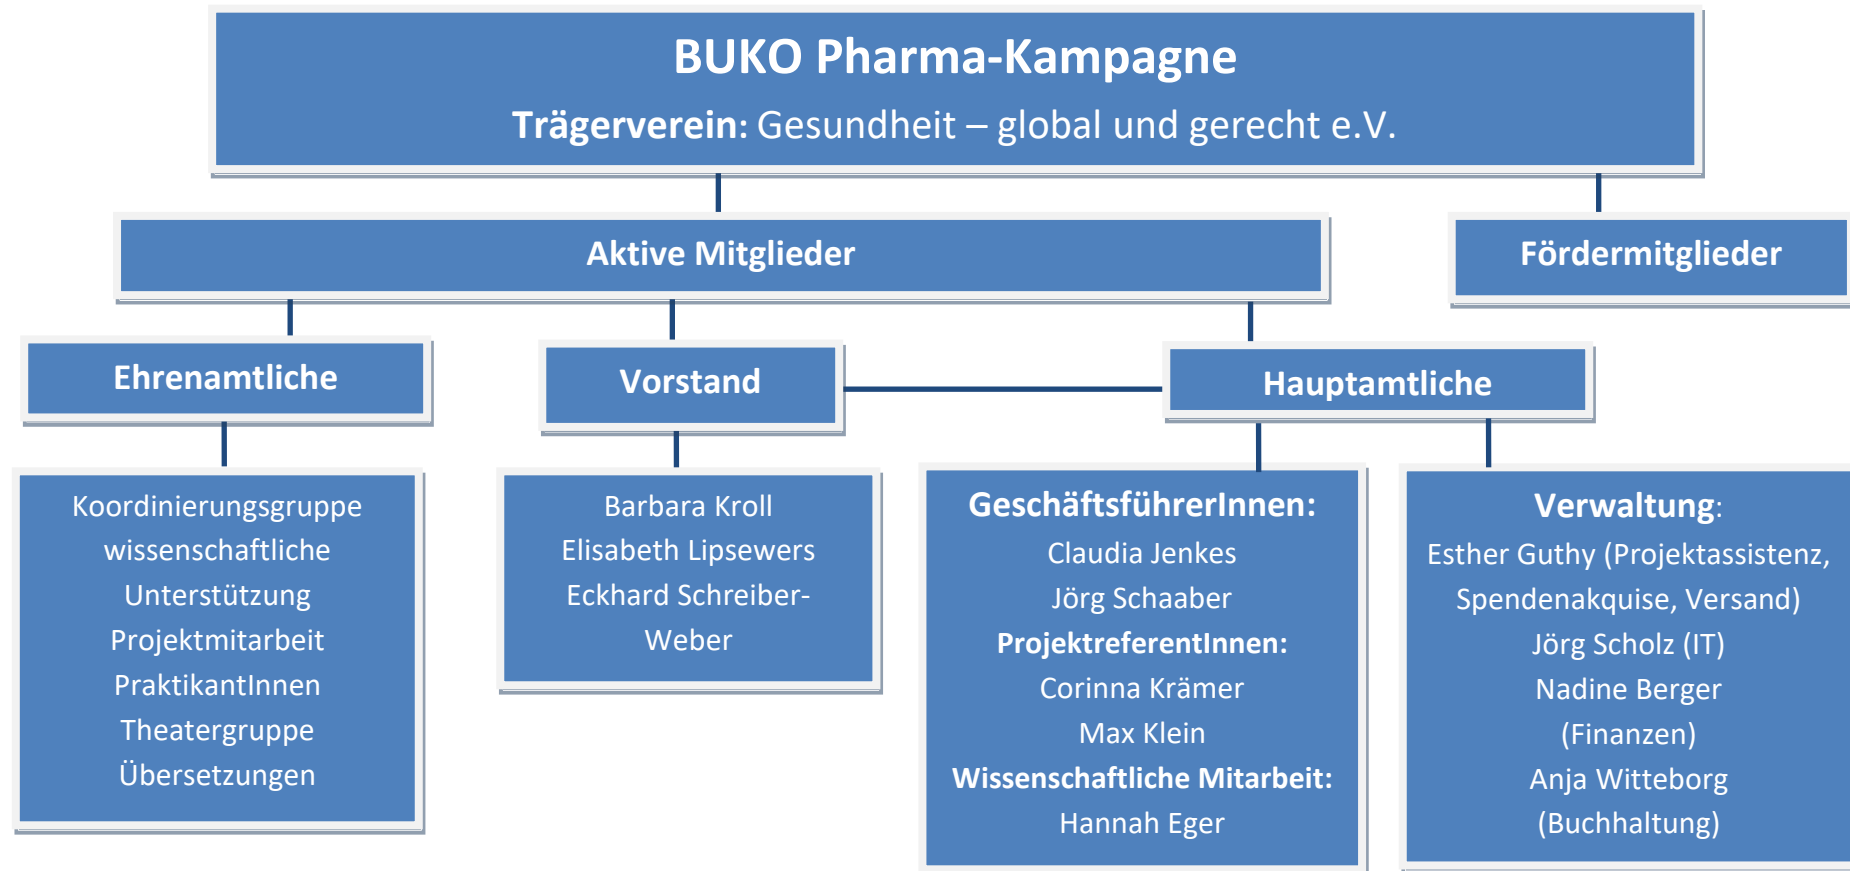 BUKO Pharma-Kampagne
Trägerverein: Gesundheit – global und gerecht e.V.
Aktive Mitglieder
Fördermitglieder
Ehrenamtliche
Vorstand
Hauptamtliche
Koordinierungsgruppe
wissenschaftliche
Unterstützung
Projektmitarbeit
PraktikantInnen
Theatergruppe
Übersetzungen
Barbara Kroll
Elisabeth Lipsewers
Eckhard Schreiber-
Weber
GeschäftsführerInnen:
Claudia Jenkes
Jörg Schaaber
ProjektreferentInnen:
Corinna Krämer
Max Klein
Wissenschaftliche Mitarbeit:
Hannah Eger
Verwaltung:
Esther Guthy (Projektassistenz,
Spendenakquise, Versand)
Jörg Scholz (IT)
Nadine Berger
(Finanzen)
Anja Witteborg
(Buchhaltung)